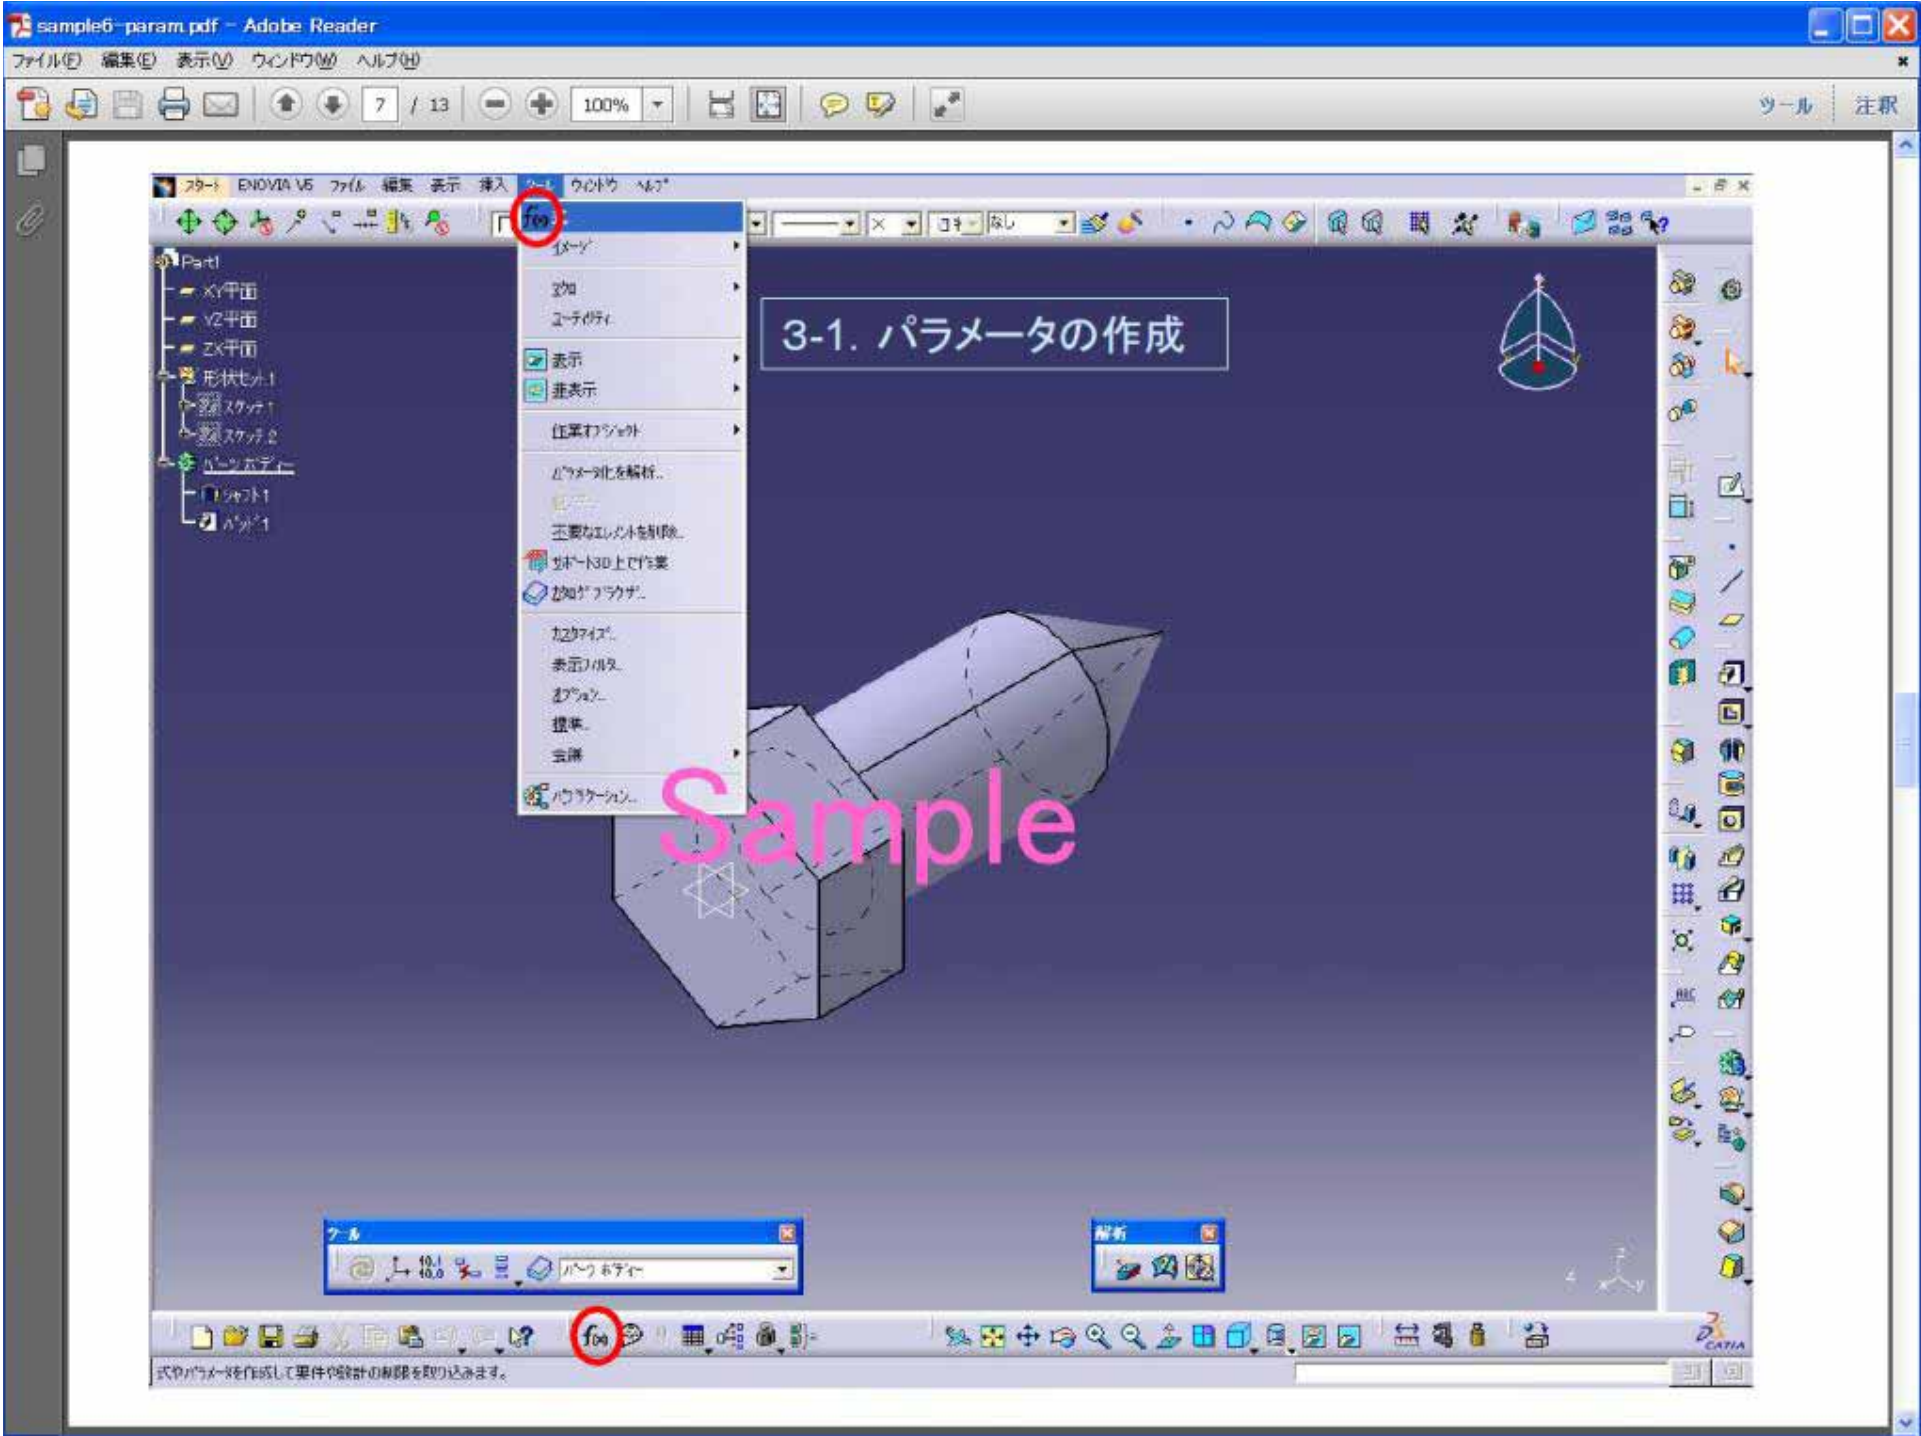 sample6-param.pdf - Adobe Reader
ファイル(F) 編集(E) 表示(V) ウィンドウ(W) ヘルプ(H)
7 / 13 100% ツール 注釈
スタート ENOVIA V5 ファイル 編集 表示 挿入 ツール ウィンドウ ヘルプ
f(x) なし
Part1
XY平面
YZ平面
ZX平面
形状セット.1
スケッチ.1
スケッチ.2
パーツボディー
シャフト1
パッド1
イメージ
マクロ
ユーティリティ
表示
非表示
作業オブジェクト
パラメータ化を解析...
不要なエレメントを削除...
サポート3D上で作業
カタログブラウザ...
カスタマイズ...
表示フィルタ...
オプション...
標準...
会議
パブリケーション...
3-1. パラメータの作成
Sample
ツール
10.1
10.0
パーツボディー
解析
z
x y
ABC
f(x)
CATIA
式やパラメータを作成して要件や設計の制限を取り込みます。